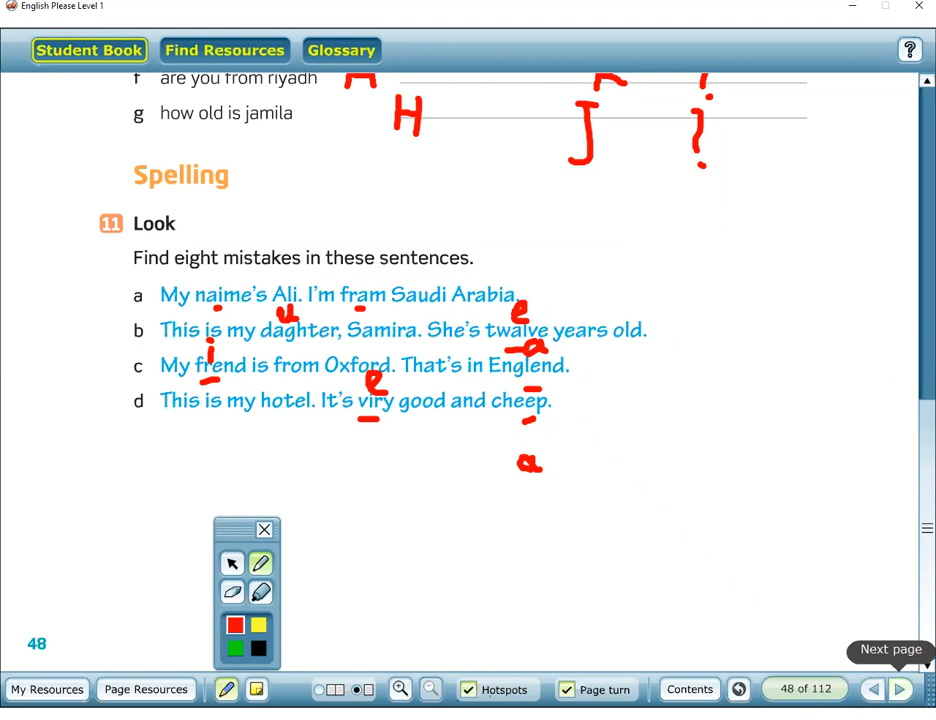 English Please Level 1
Student Book Find Resources Glossary ?
f are you from riyadh A R ?
g how old is jamila H J ?
Spelling
11 Look
Find eight mistakes in these sentences.
a My naime's Ali. I'm fram Saudi Arabia.
u e
b This is my daghter, Samira. She's twalve years old.
i a
c My frend is from Oxford. That's in Englend.
e
d This is my hotel. It's viry good and cheep.
a
48
Next page
My Resources Page Resources Hotspots Page turn Contents 48 of 112